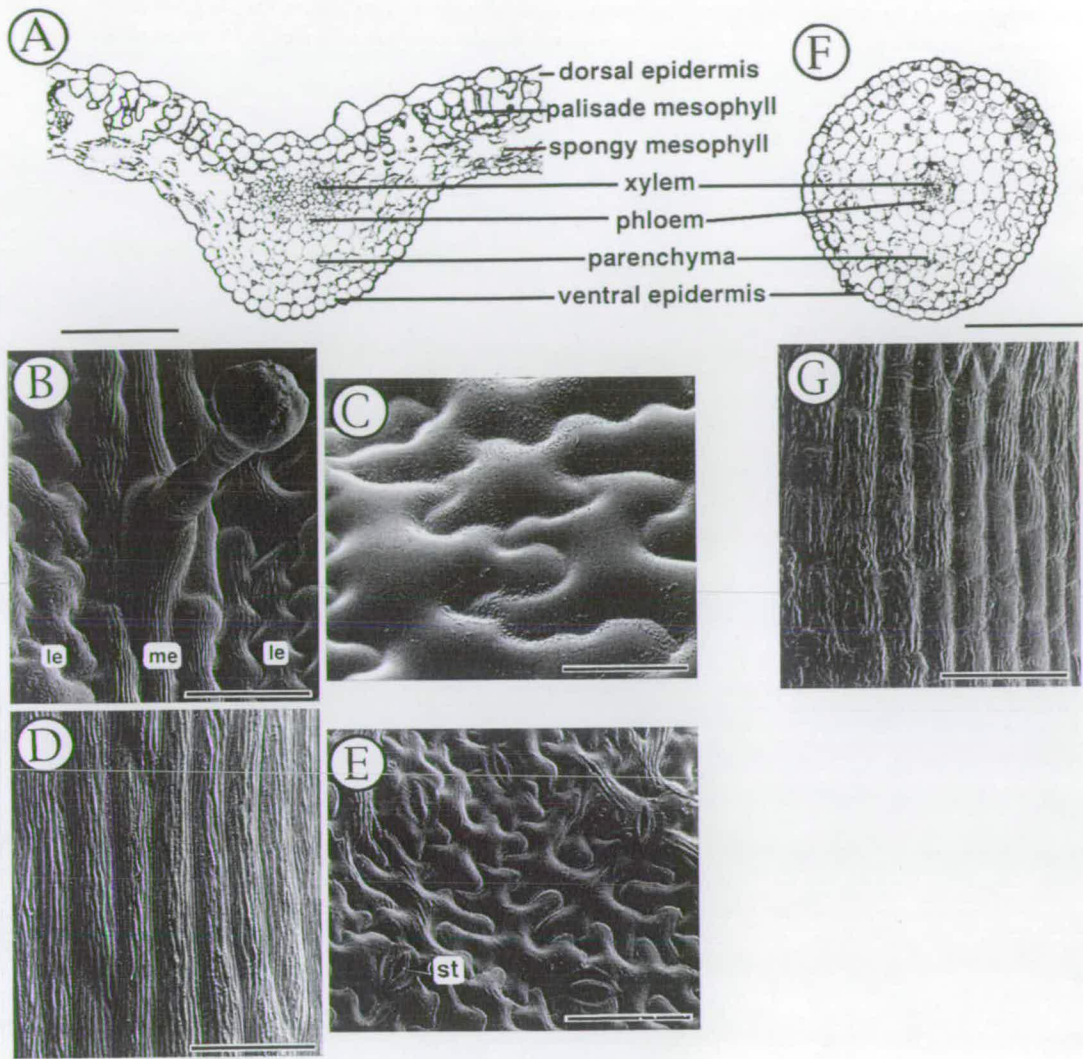 A
F
dorsal epidermis
palisade mesophyll
spongy mesophyll
xylem
phloem
parenchyma
ventral epidermis
B
C
G
le
me
le
D
E
st